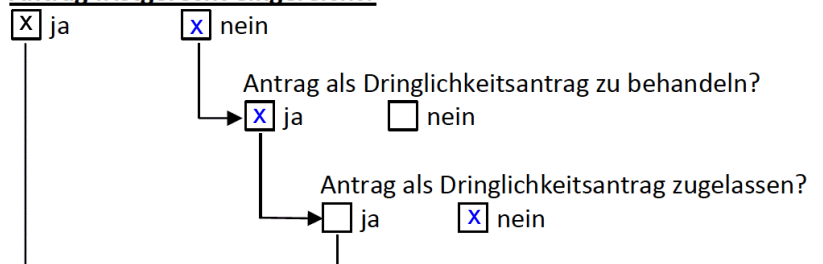 X ja X nein
Antrag als Dringlichkeitsantrag zu behandeln?
X ja nein
Antrag als Dringlichkeitsantrag zugelassen?
ja X nein